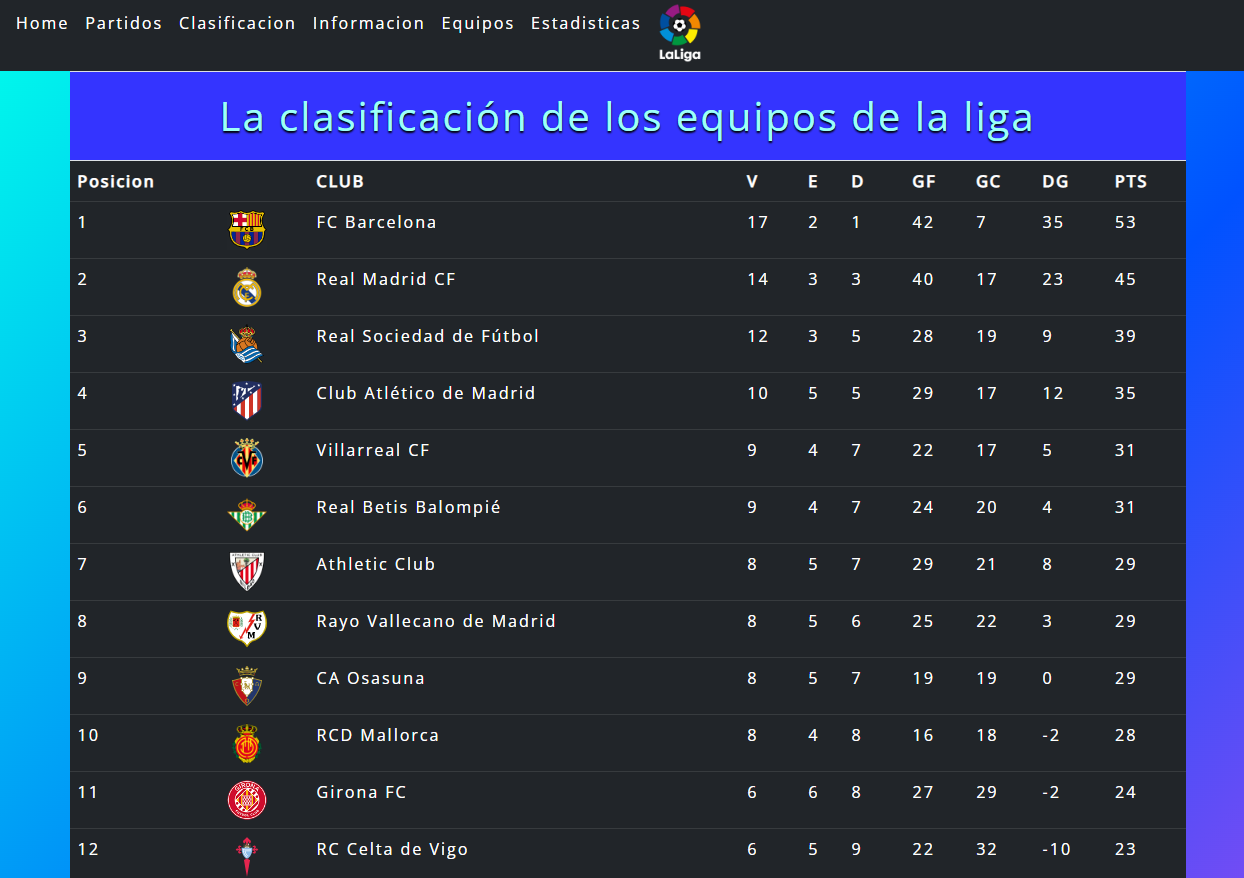 Home Partidos Clasificacion Informacion Equipos Estadisticas LaLiga
La clasificación de los equipos de la liga
Posicion CLUB V E D GF GC DG PTS
1 FC Barcelona 17 2 1 42 7 35 53
2 Real Madrid CF 14 3 3 40 17 23 45
3 Real Sociedad de Fútbol 12 3 5 28 19 9 39
4 Club Atlético de Madrid 10 5 5 29 17 12 35
5 Villarreal CF 9 4 7 22 17 5 31
6 Real Betis Balompié 9 4 7 24 20 4 31
7 Athletic Club 8 5 7 29 21 8 29
8 Rayo Vallecano de Madrid 8 5 6 25 22 3 29
9 CA Osasuna 8 5 7 19 19 0 29
10 RCD Mallorca 8 4 8 16 18 -2 28
11 Girona FC 6 6 8 27 29 -2 24
12 RC Celta de Vigo 6 5 9 22 32 -10 23